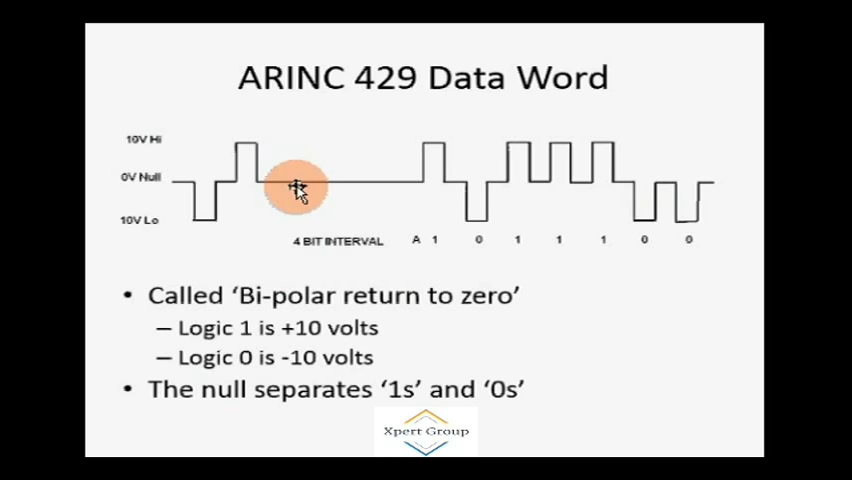 ARINC 429 Data Word
10V Hi
0V Null
10V Lo
4 BIT INTERVAL A 1 0 1 1 1 0 0
• Called ‘Bi-polar return to zero’
– Logic 1 is +10 volts
– Logic 0 is -10 volts
• The null separates ‘1s’ and ‘0s’
Xpert Group